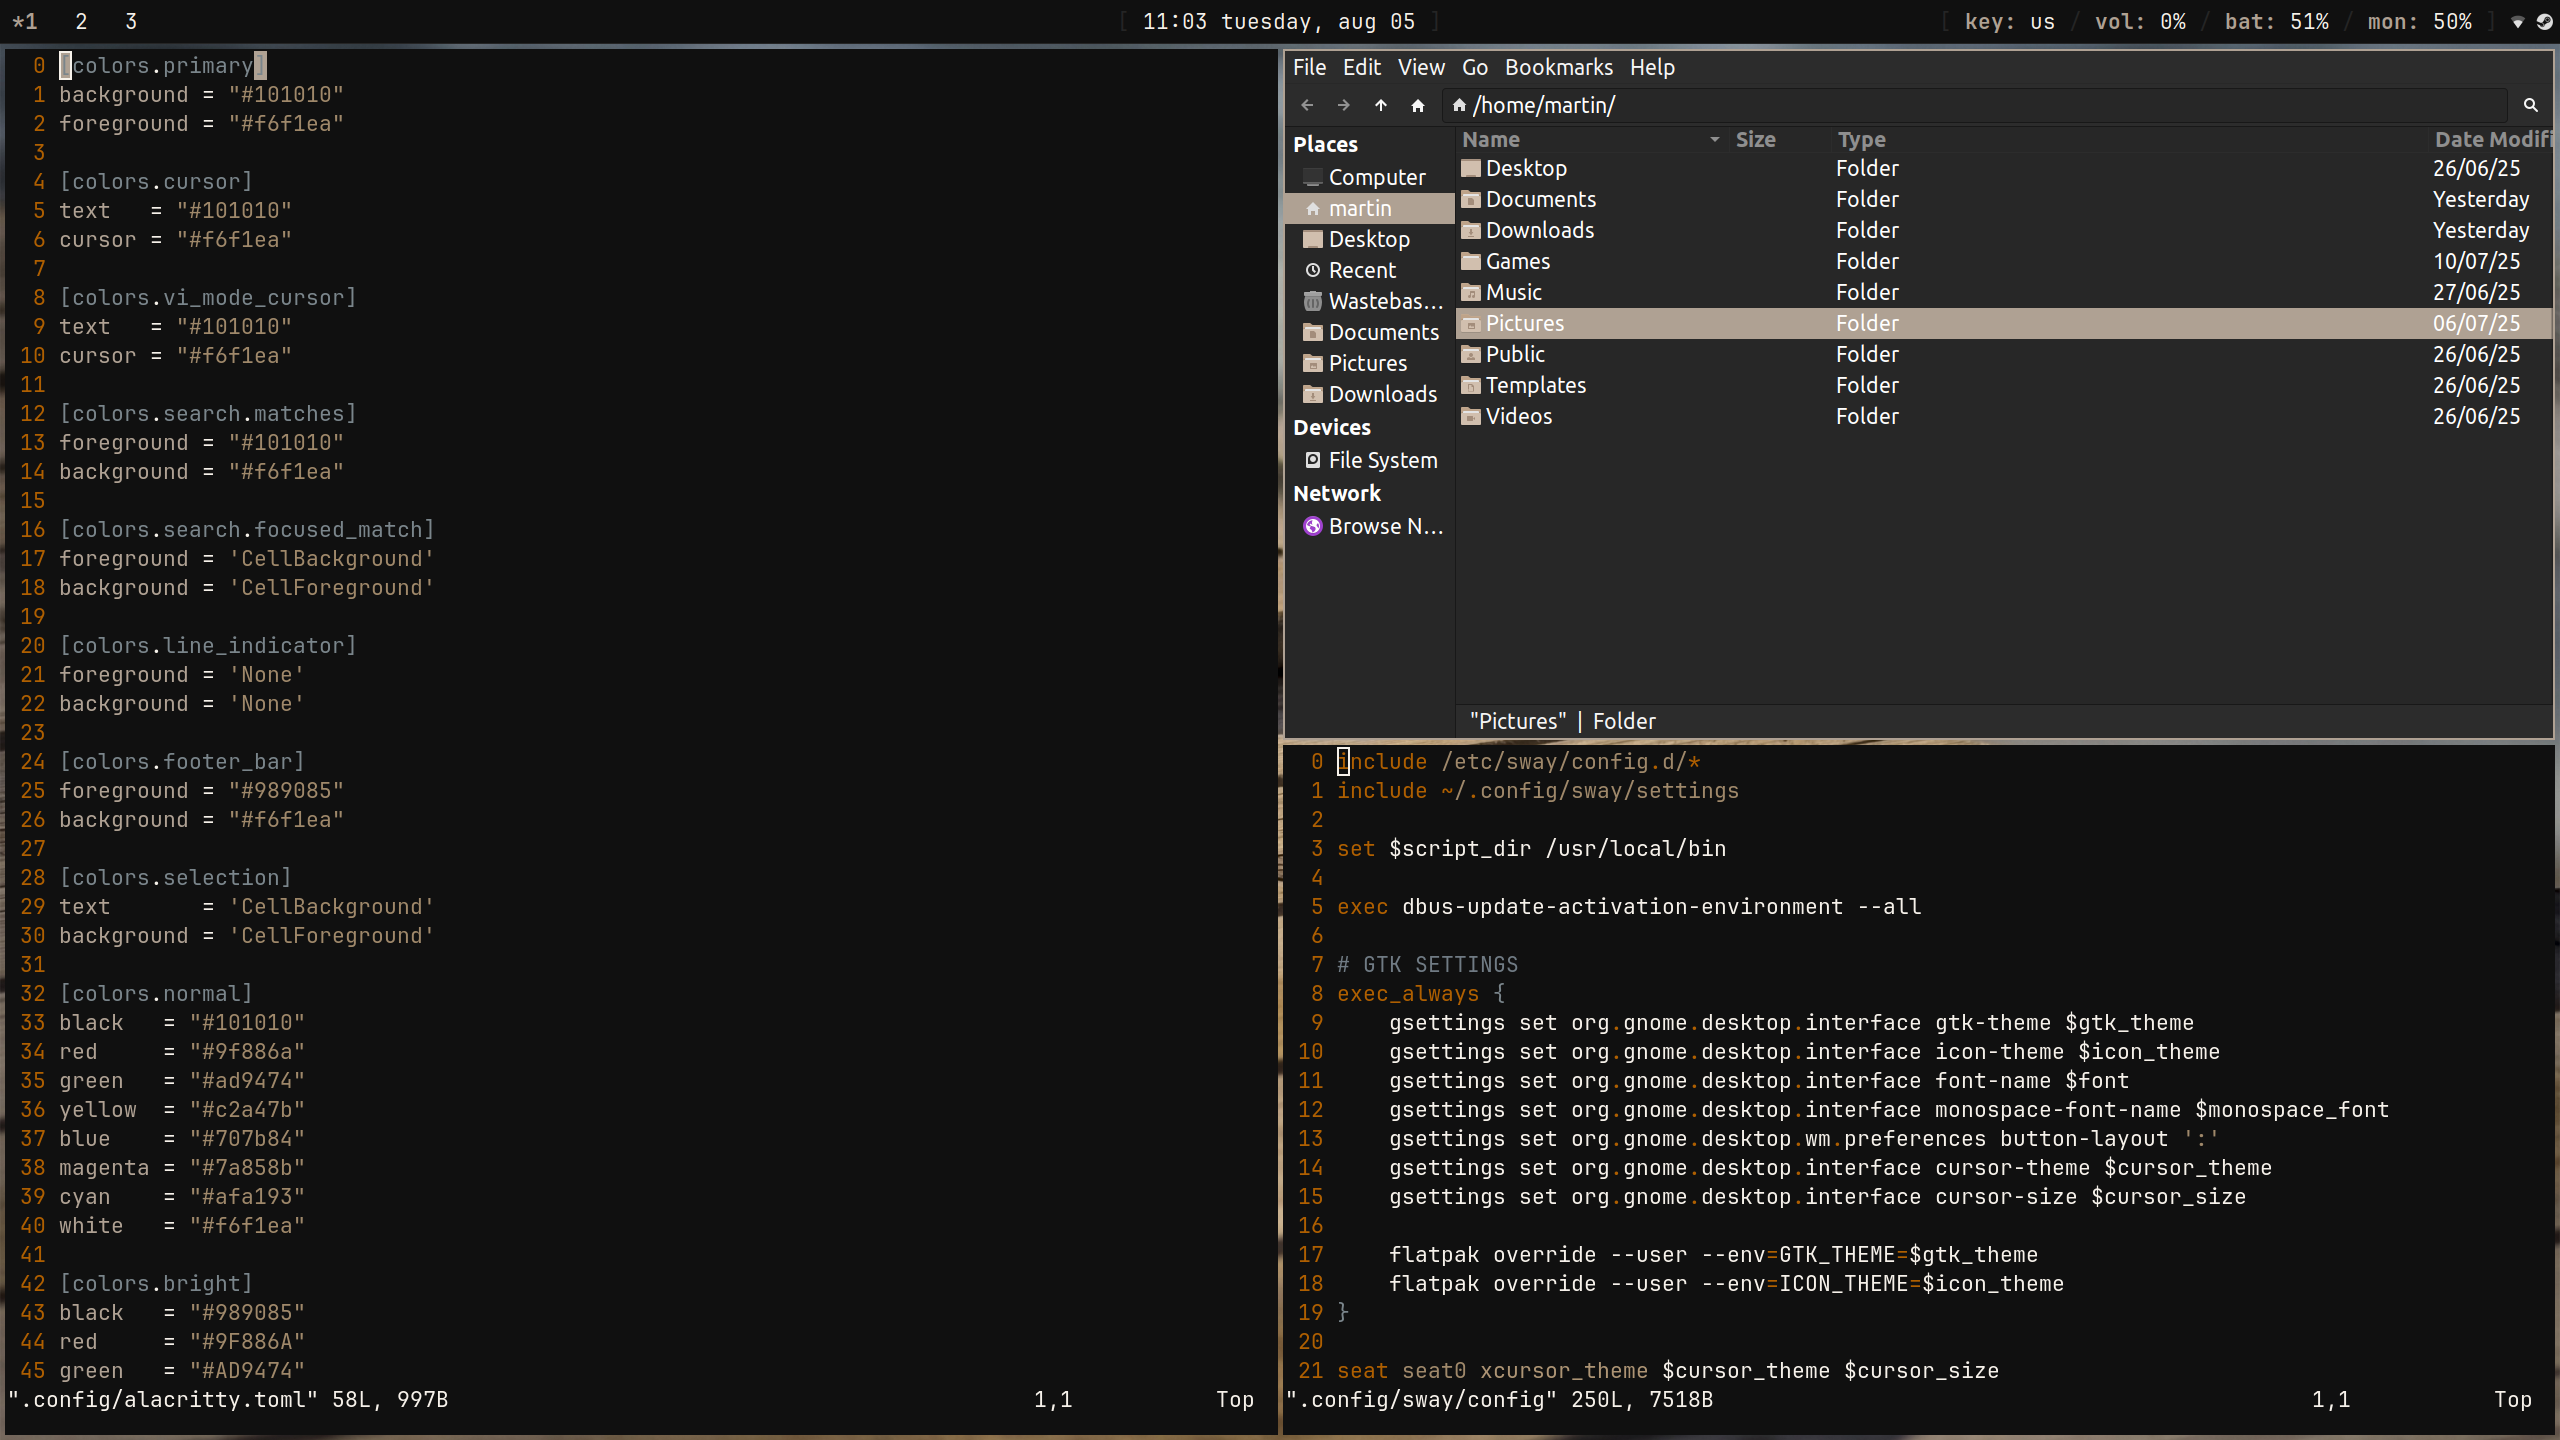 *1 2 3 [ 11:03 tuesday, aug 05 ] [ key: us / vol: 0% / bat: 51% / mon: 50% ]
0 [colors.primary]
1 background = "#101010"
2 foreground = "#f6f1ea"
3
4 [colors.cursor]
5 text   = "#101010"
6 cursor = "#f6f1ea"
7
8 [colors.vi_mode_cursor]
9 text   = "#101010"
10 cursor = "#f6f1ea"
11
12 [colors.search.matches]
13 foreground = "#101010"
14 background = "#f6f1ea"
15
16 [colors.search.focused_match]
17 foreground = 'CellBackground'
18 background = 'CellForeground'
19
20 [colors.line_indicator]
21 foreground = 'None'
22 background = 'None'
23
24 [colors.footer_bar]
25 foreground = "#989085"
26 background = "#f6f1ea"
27
28 [colors.selection]
29 text       = 'CellBackground'
30 background = 'CellForeground'
31
32 [colors.normal]
33 black   = "#101010"
34 red     = "#9f886a"
35 green   = "#ad9474"
36 yellow  = "#c2a47b"
37 blue    = "#707b84"
38 magenta = "#7a858b"
39 cyan    = "#afa193"
40 white   = "#f6f1ea"
41
42 [colors.bright]
43 black   = "#989085"
44 red     = "#9F886A"
45 green   = "#AD9474"
".config/alacritty.toml" 58L, 997B 1,1 Top
File Edit View Go Bookmarks Help
/home/martin/
Places
Computer
martin
Desktop
Recent
Wastebas…
Documents
Pictures
Downloads
Devices
File System
Network
Browse N…
Name Size Type Date Modifi
Desktop Folder 26/06/25
Documents Folder Yesterday
Downloads Folder Yesterday
Games Folder 10/07/25
Music Folder 27/06/25
Pictures Folder 06/07/25
Public Folder 26/06/25
Templates Folder 26/06/25
Videos Folder 26/06/25
"Pictures" | Folder
0 include /etc/sway/config.d/*
1 include ~/.config/sway/settings
2
3 set $script_dir /usr/local/bin
4
5 exec dbus-update-activation-environment --all
6
7 # GTK SETTINGS
8 exec_always {
9     gsettings set org.gnome.desktop.interface gtk-theme $gtk_theme
10     gsettings set org.gnome.desktop.interface icon-theme $icon_theme
11     gsettings set org.gnome.desktop.interface font-name $font
12     gsettings set org.gnome.desktop.interface monospace-font-name $monospace_font
13     gsettings set org.gnome.desktop.wm.preferences button-layout ':'
14     gsettings set org.gnome.desktop.interface cursor-theme $cursor_theme
15     gsettings set org.gnome.desktop.interface cursor-size $cursor_size
16
17     flatpak override --user --env=GTK_THEME=$gtk_theme
18     flatpak override --user --env=ICON_THEME=$icon_theme
19 }
20
21 seat seat0 xcursor_theme $cursor_theme $cursor_size
".config/sway/config" 250L, 7518B 1,1 Top